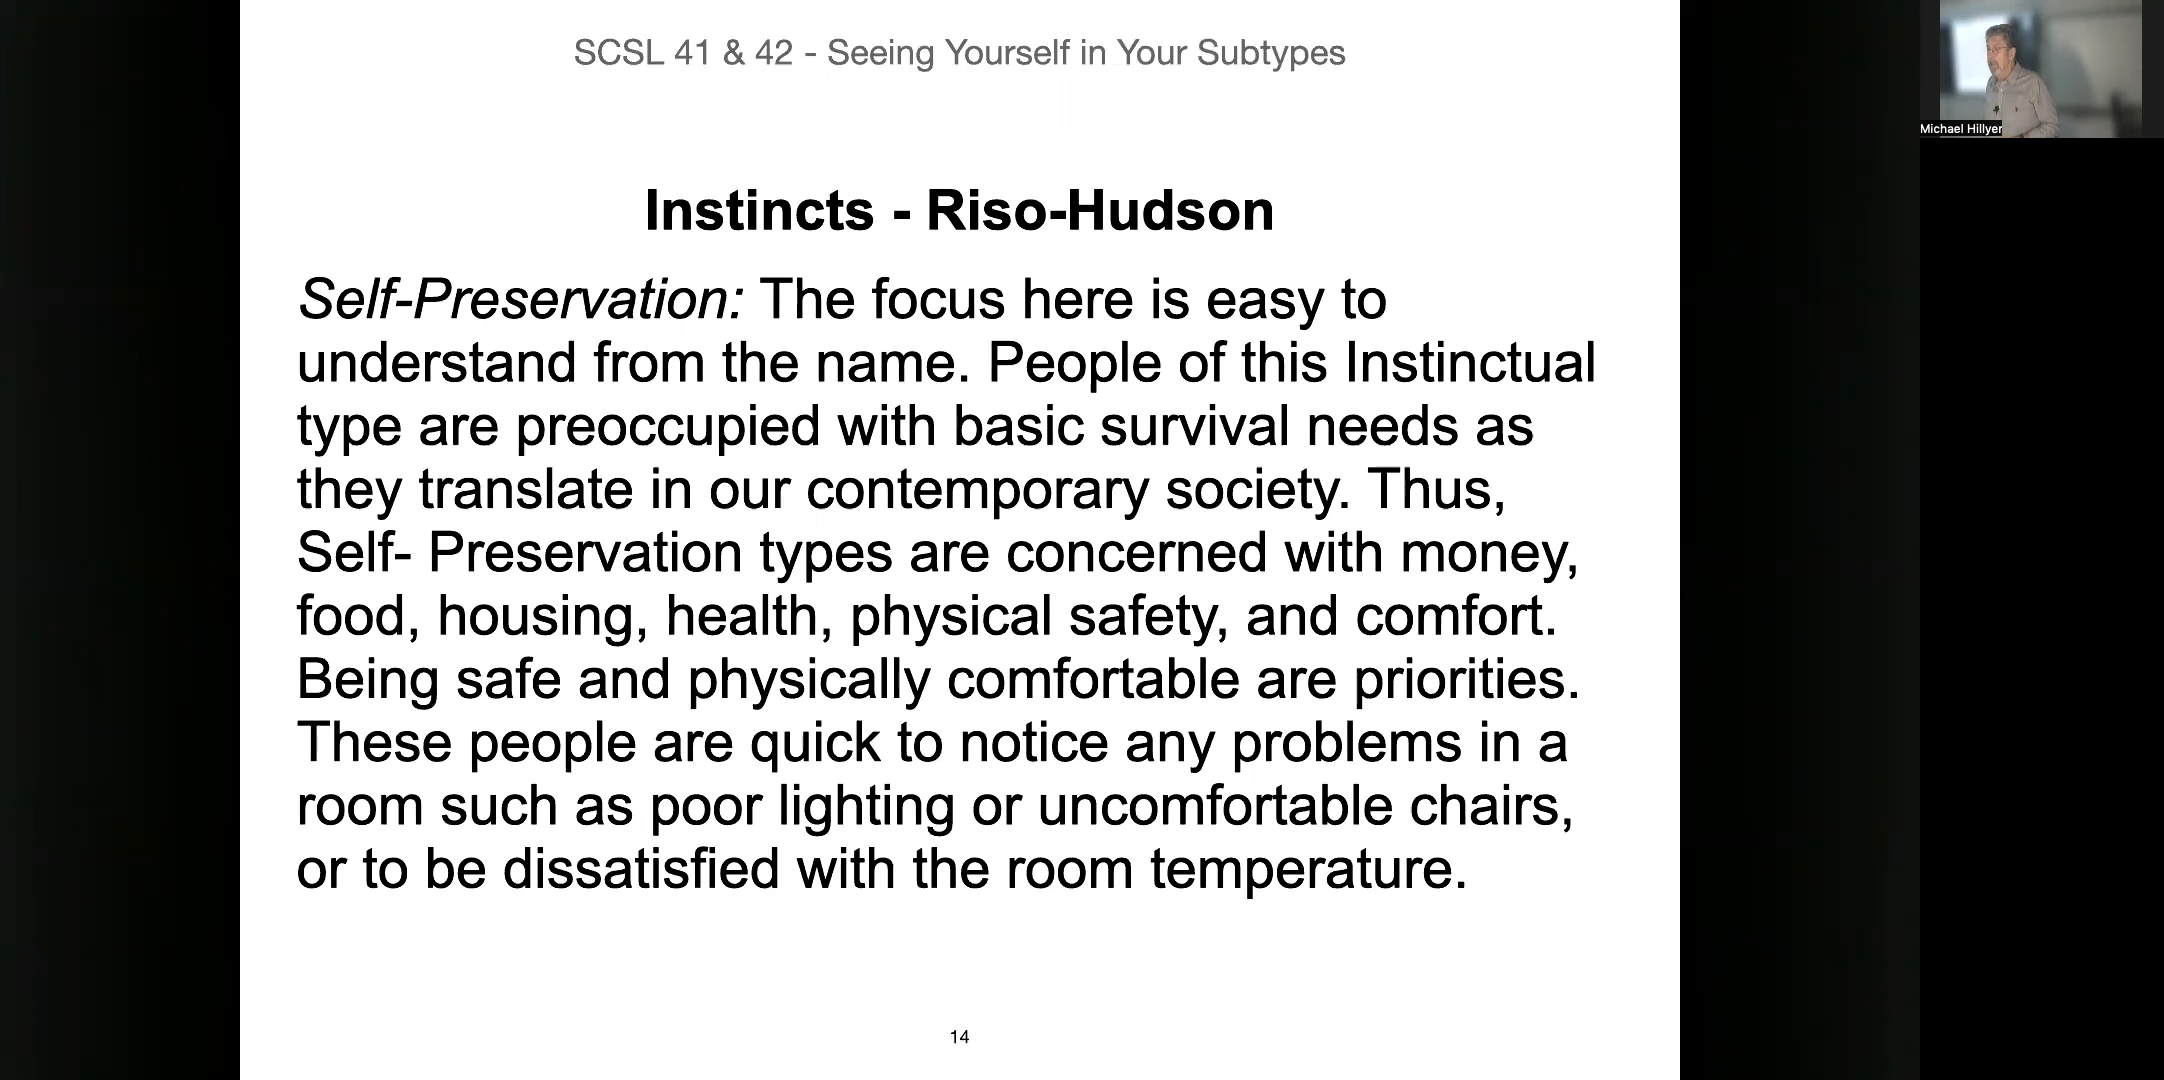 SCSL 41 & 42 - Seeing Yourself in Your Subtypes
Michael Hillyer
Instincts - Riso-Hudson
Self-Preservation: The focus here is easy to
understand from the name. People of this Instinctual
type are preoccupied with basic survival needs as
they translate in our contemporary society. Thus,
Self- Preservation types are concerned with money,
food, housing, health, physical safety, and comfort.
Being safe and physically comfortable are priorities.
These people are quick to notice any problems in a
room such as poor lighting or uncomfortable chairs,
or to be dissatisfied with the room temperature.
14